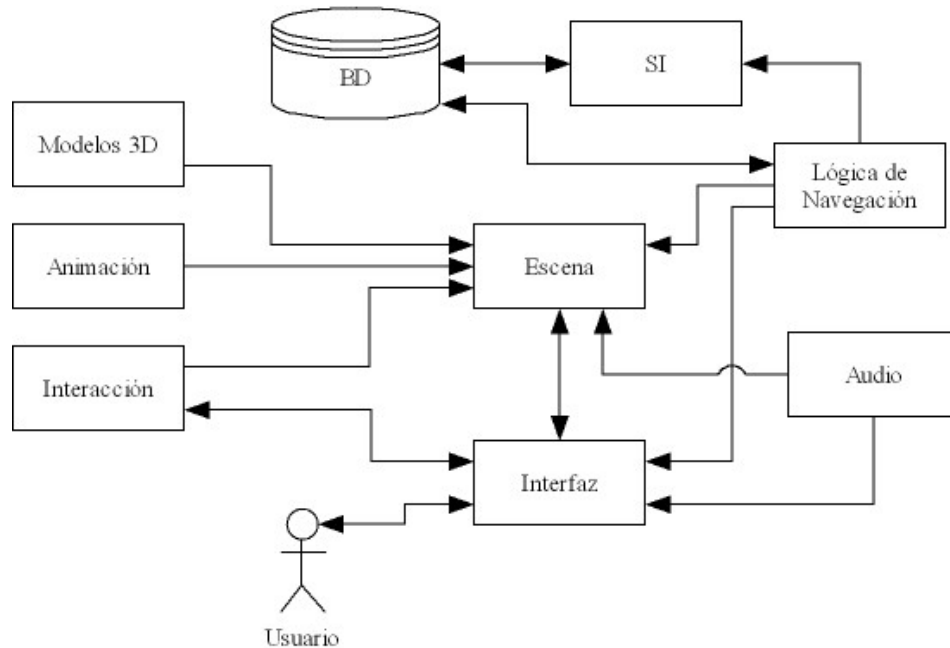 BD
SI
Modelos 3D
Lógica de
Navegación
Animación
Escena
Interacción
Audio
Interfaz
Usuario